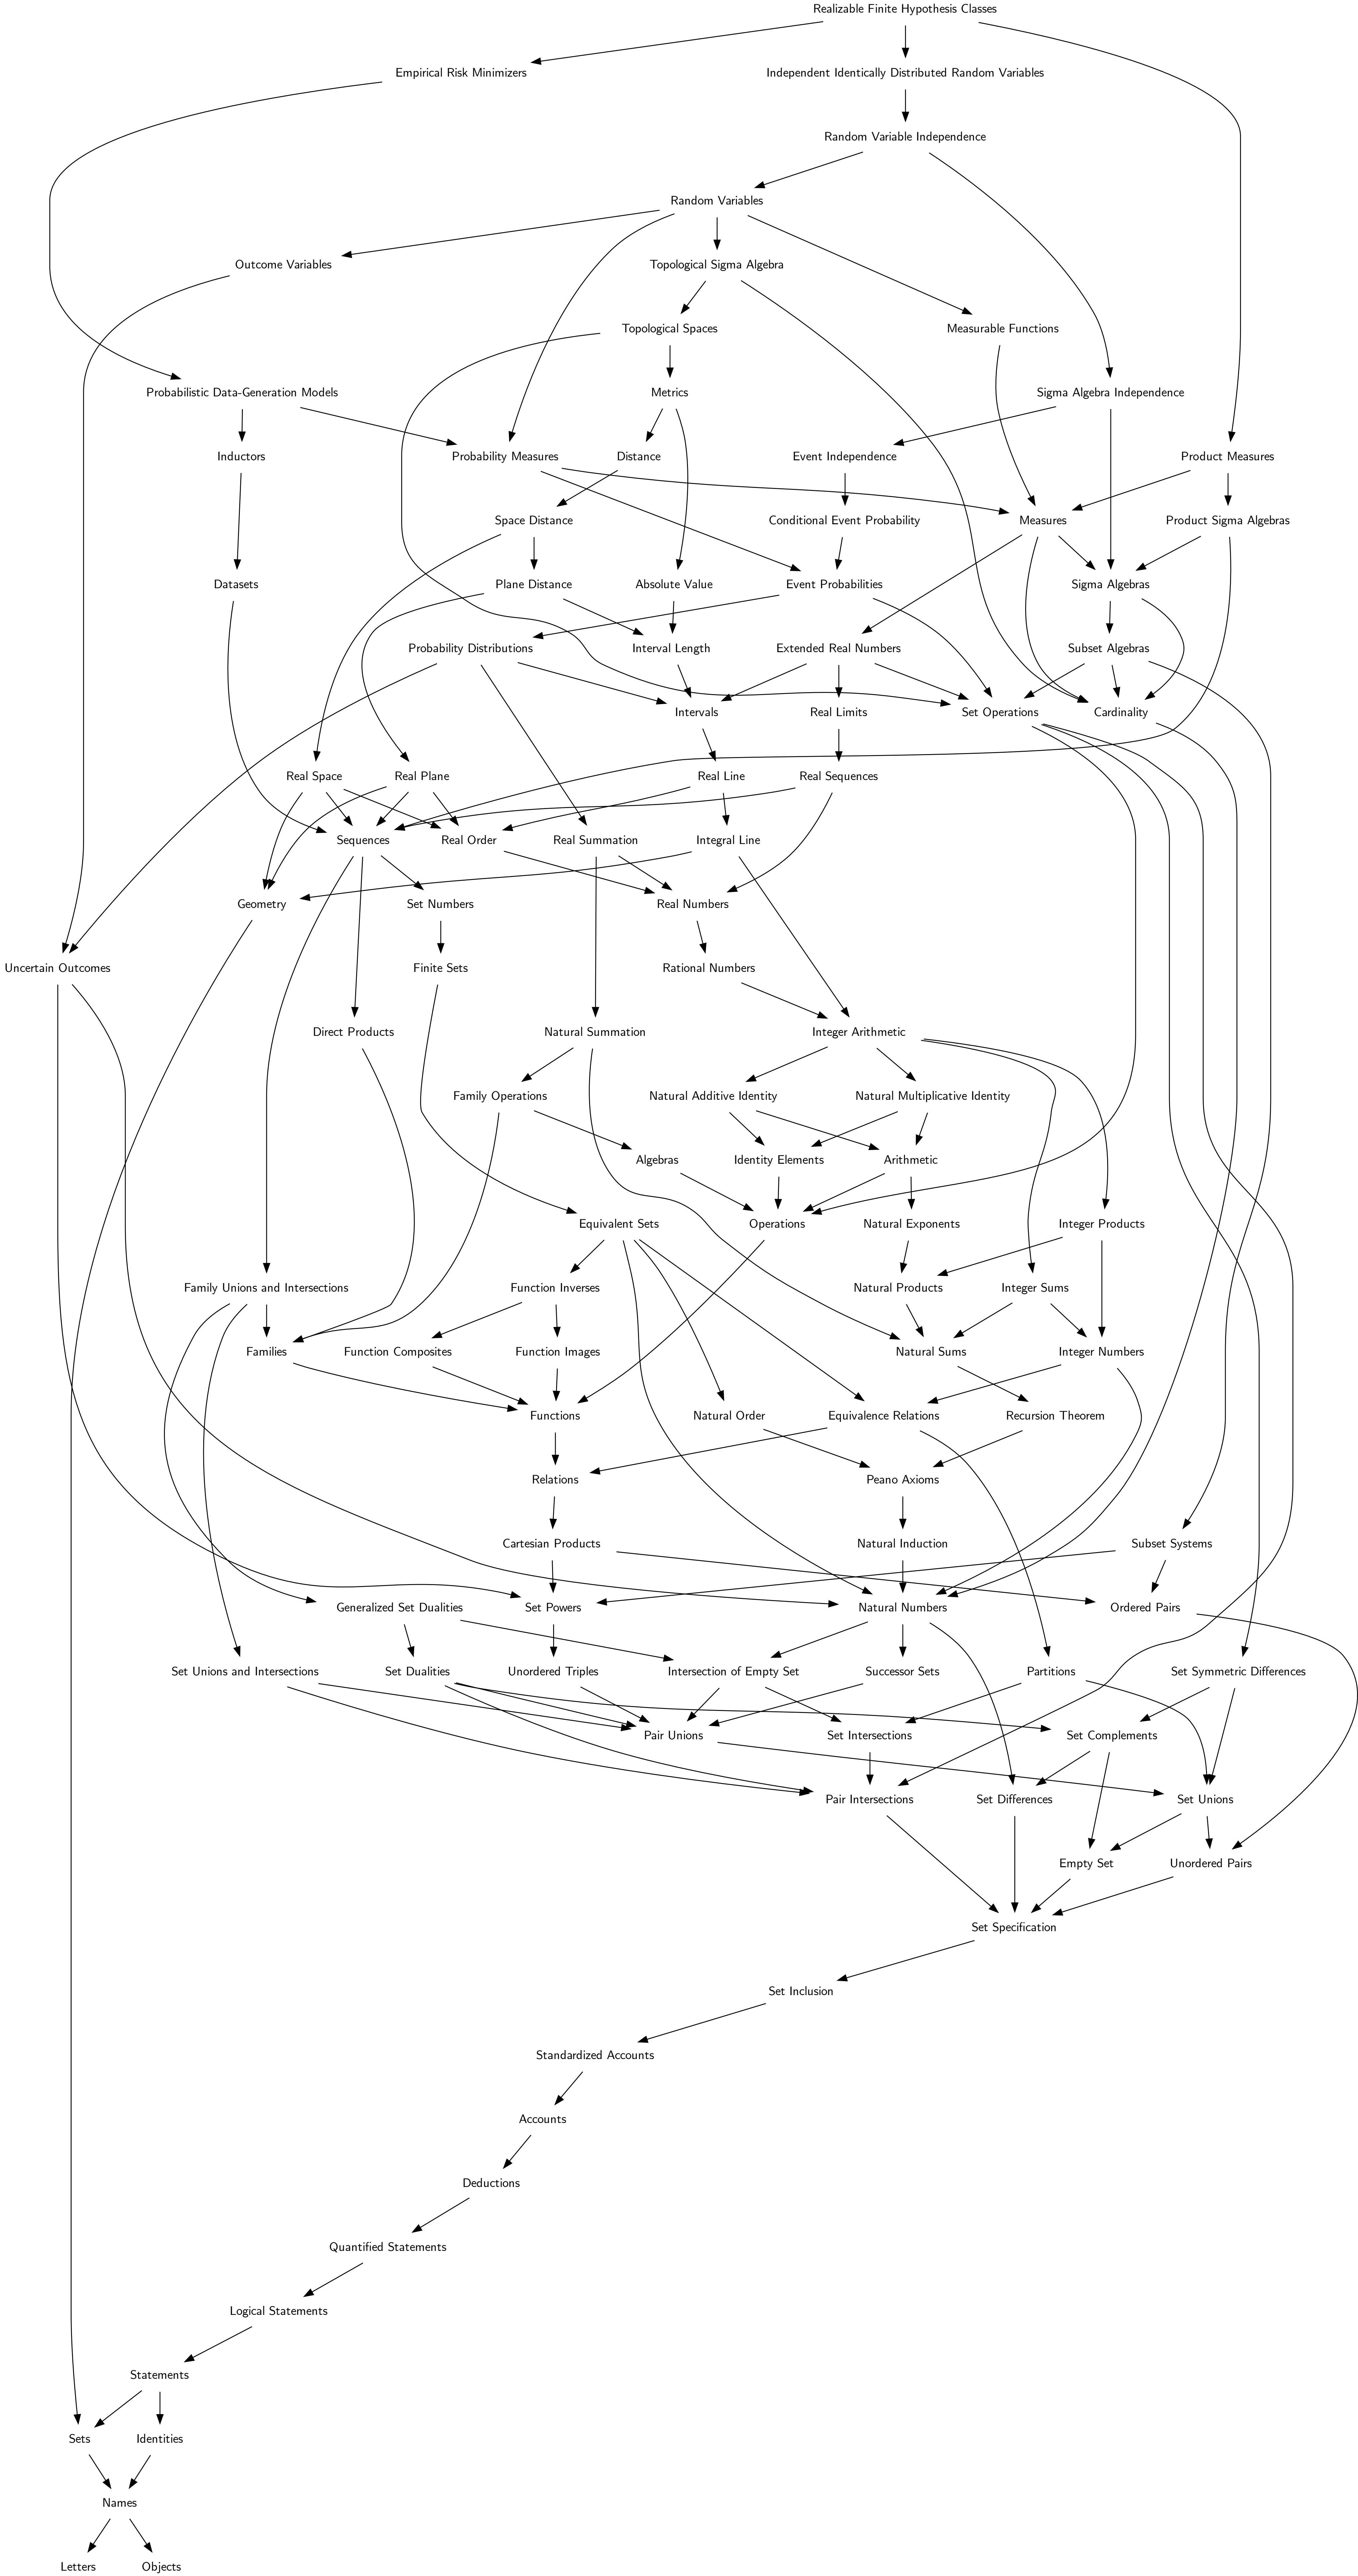 Realizable Finite Hypothesis Classes
Empirical Risk Minimizers
Independent Identically Distributed Random Variables
Random Variable Independence
Random Variables
Outcome Variables
Topological Sigma Algebra
Topological Spaces
Measurable Functions
Probabilistic Data-Generation Models
Metrics
Sigma Algebra Independence
Inductors
Probability Measures
Distance
Event Independence
Product Measures
Space Distance
Conditional Event Probability
Measures
Product Sigma Algebras
Datasets
Plane Distance
Absolute Value
Event Probabilities
Sigma Algebras
Probability Distributions
Interval Length
Extended Real Numbers
Subset Algebras
Intervals
Real Limits
Set Operations
Cardinality
Real Space
Real Plane
Real Line
Real Sequences
Sequences
Real Order
Real Summation
Integral Line
Geometry
Set Numbers
Real Numbers
Uncertain Outcomes
Finite Sets
Rational Numbers
Direct Products
Natural Summation
Integer Arithmetic
Family Operations
Natural Additive Identity
Natural Multiplicative Identity
Algebras
Identity Elements
Arithmetic
Equivalent Sets
Operations
Natural Exponents
Integer Products
Family Unions and Intersections
Function Inverses
Natural Products
Integer Sums
Families
Function Composites
Function Images
Natural Sums
Integer Numbers
Functions
Natural Order
Equivalence Relations
Recursion Theorem
Relations
Peano Axioms
Cartesian Products
Natural Induction
Subset Systems
Generalized Set Dualities
Set Powers
Natural Numbers
Ordered Pairs
Set Unions and Intersections
Set Dualities
Unordered Triples
Intersection of Empty Set
Successor Sets
Partitions
Set Symmetric Differences
Pair Unions
Set Intersections
Set Complements
Pair Intersections
Set Differences
Set Unions
Empty Set
Unordered Pairs
Set Specification
Set Inclusion
Standardized Accounts
Accounts
Deductions
Quantified Statements
Logical Statements
Statements
Sets
Identities
Names
Letters
Objects